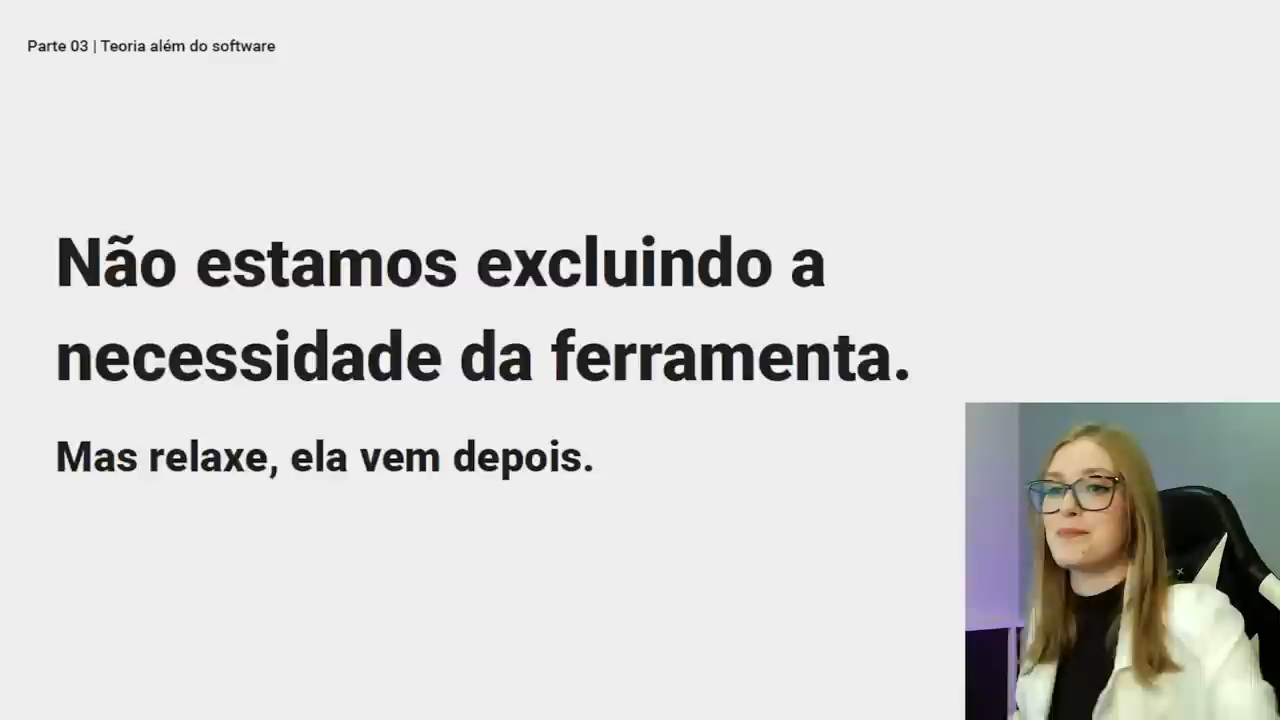 Parte 03 | Teoria além do software
Não estamos excluindo a
necessidade da ferramenta.
Mas relaxe, ela vem depois.